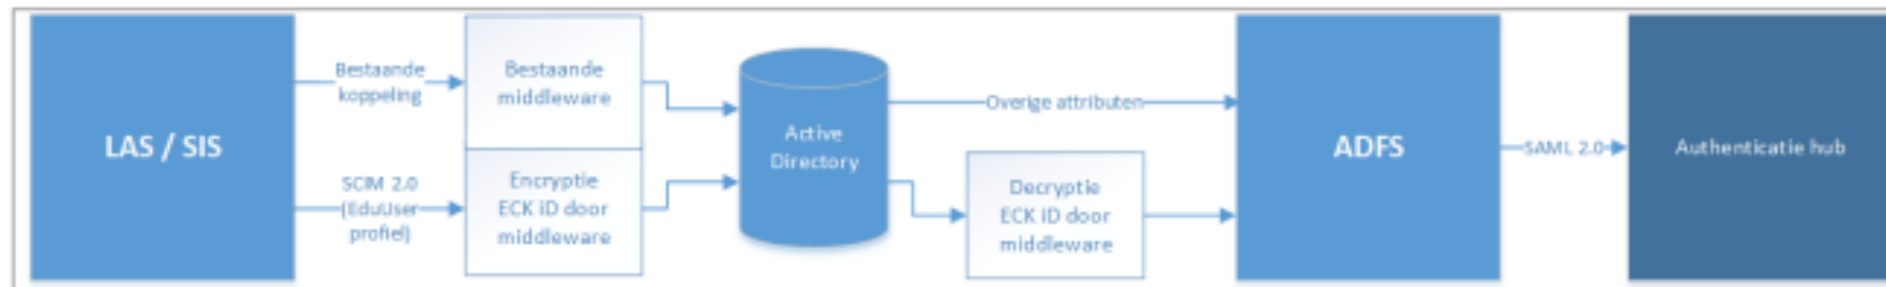 LAS / SIS
Bestaande
koppeling
SCIM 2.0
(EduUser
profiel)
Bestaande
middleware
Encryptie
ECK iD door
middleware
Active
Directory
Overige attributen
Decryptie
ECK iD door
middleware
ADFS
SAML 2.0
Authenticatie hub